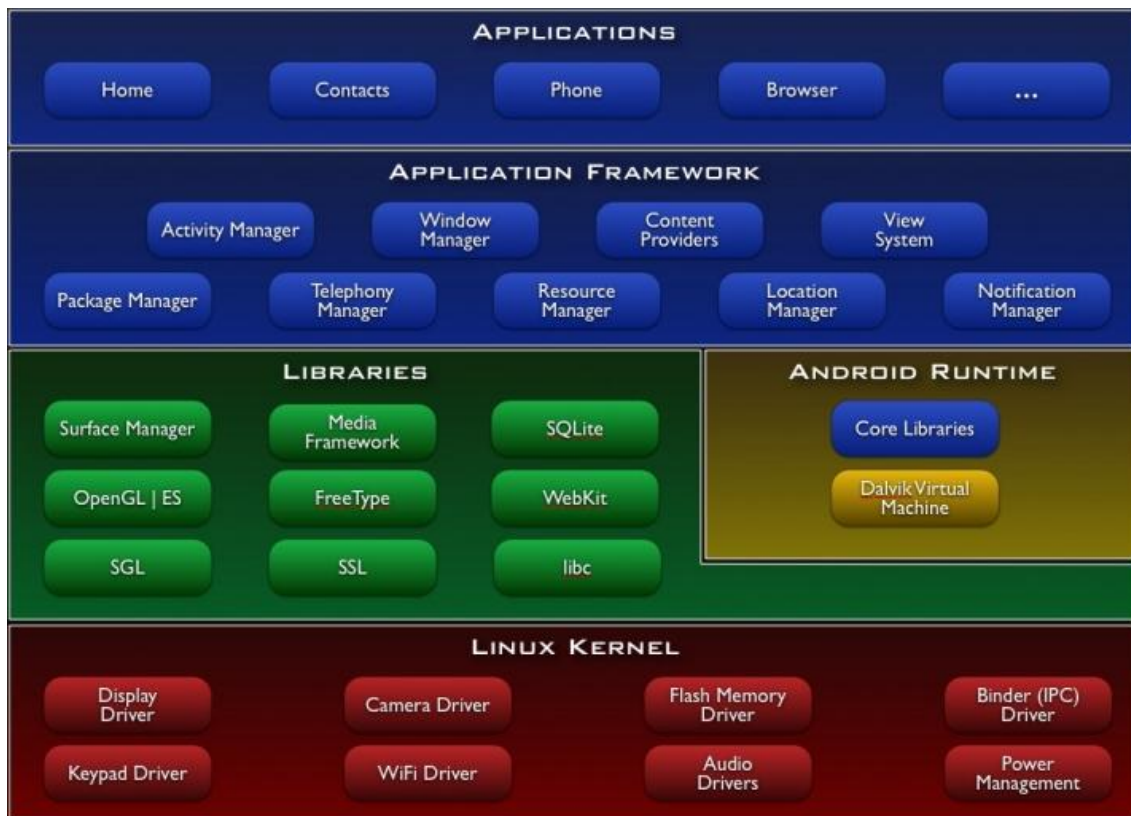 APPLICATIONS
Home
Contacts
Phone
Browser
...
APPLICATION FRAMEWORK
Activity Manager
Window
Manager
Content
Providers
View
System
Package Manager
Telephony
Manager
Resource
Manager
Location
Manager
Notification
Manager
LIBRARIES
Surface Manager
Media
Framework
SQLite
OpenGL | ES
FreeType
WebKit
SGL
SSL
libc
ANDROID RUNTIME
Core Libraries
Dalvik Virtual
Machine
LINUX KERNEL
Display
Driver
Camera Driver
Flash Memory
Driver
Binder (IPC)
Driver
Keypad Driver
WiFi Driver
Audio
Drivers
Power
Management